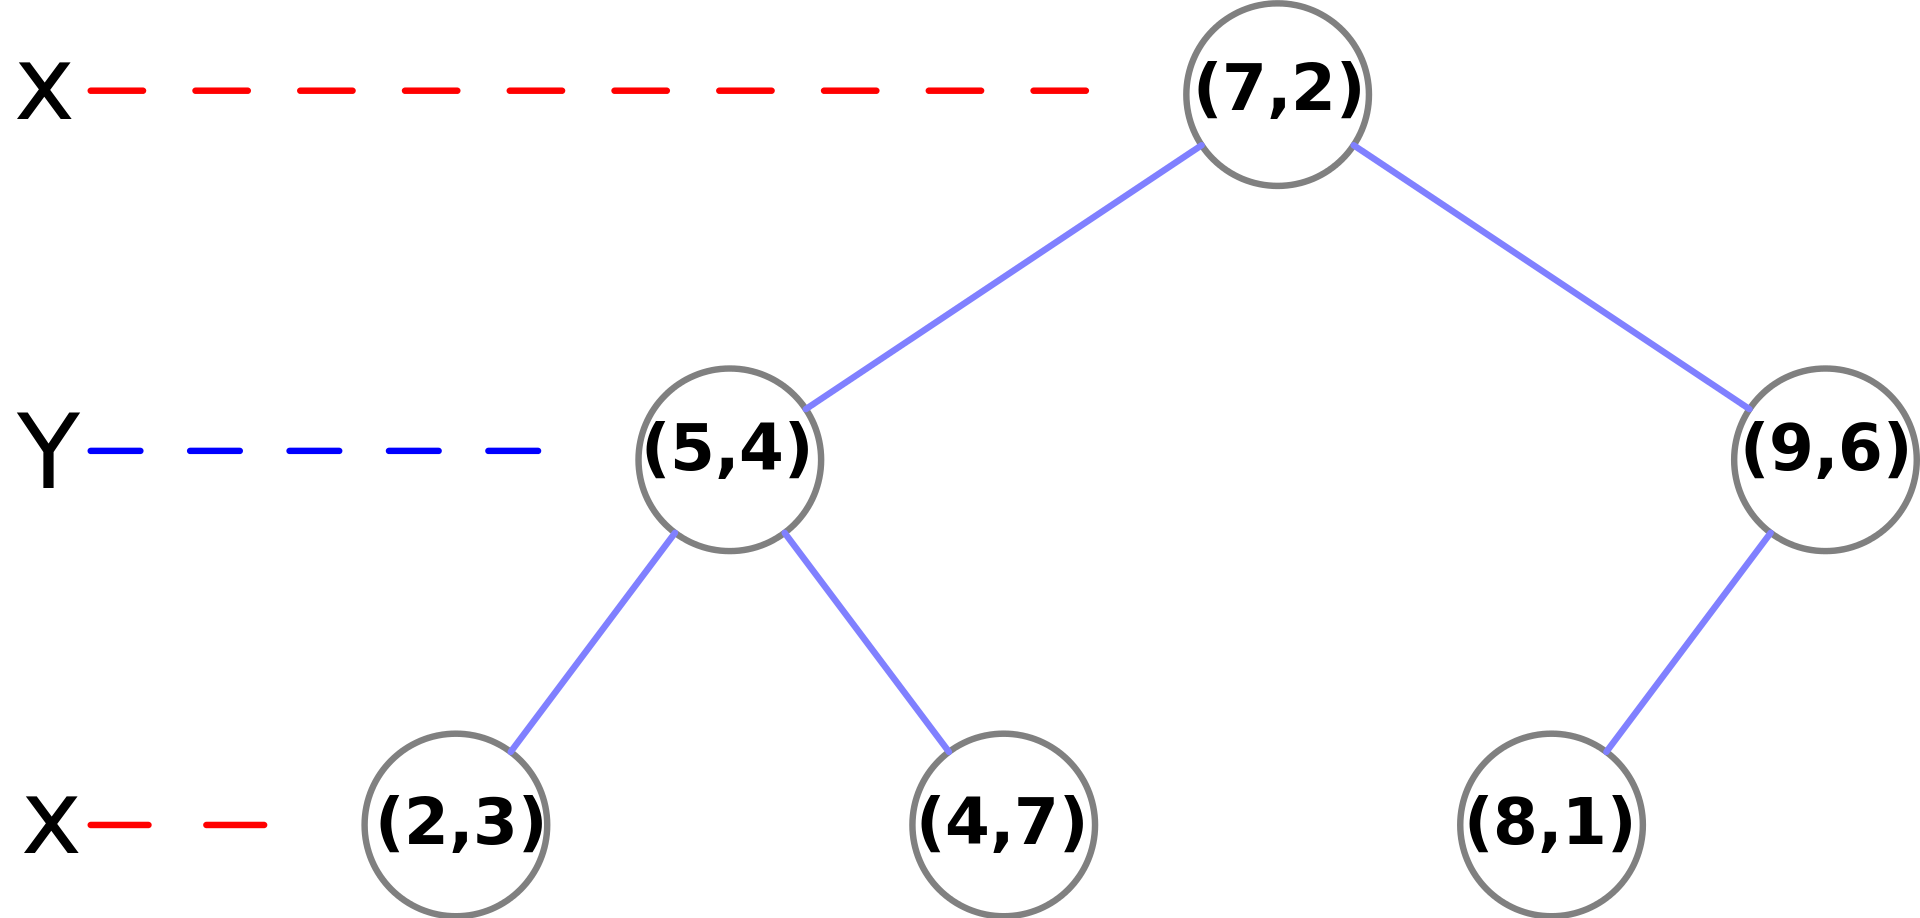 X (7,2)
Y (5,4) (9,6)
X (2,3) (4,7) (8,1)